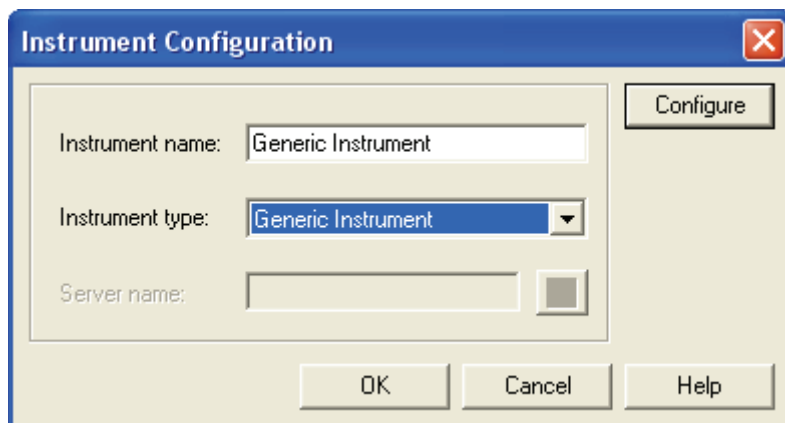 Instrument Configuration
Configure
Instrument name: Generic Instrument
Instrument type: Generic Instrument
Server name:
OK Cancel Help